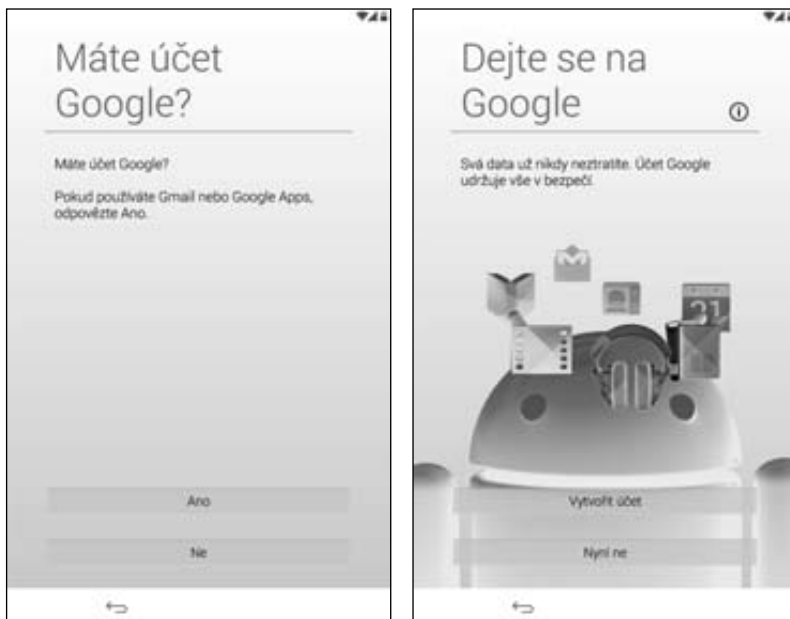 Máte účet
Google?
Máte účet Google?
Pokud používáte Gmail nebo Google Apps,
odpovězte Ano.
Ano
Ne
Dejte se na
Google
Svá data už nikdy neztratíte. Účet Google
udržuje vše v bezpečí.
31
Vytvořit účet
Nyní ne